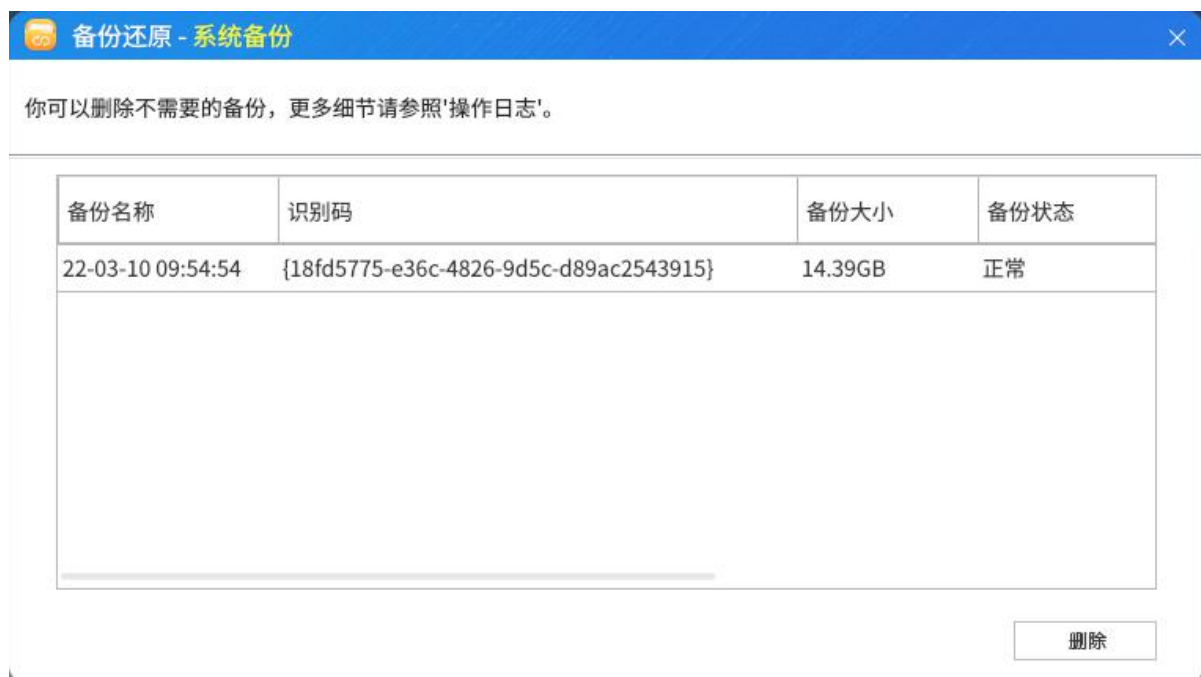 备份还原 - 系统备份
你可以删除不需要的备份，更多细节请参照'操作日志'。
备份名称 识别码 备份大小 备份状态
22-03-10 09:54:54 {18fd5775-e36c-4826-9d5c-d89ac2543915} 14.39GB 正常
删除